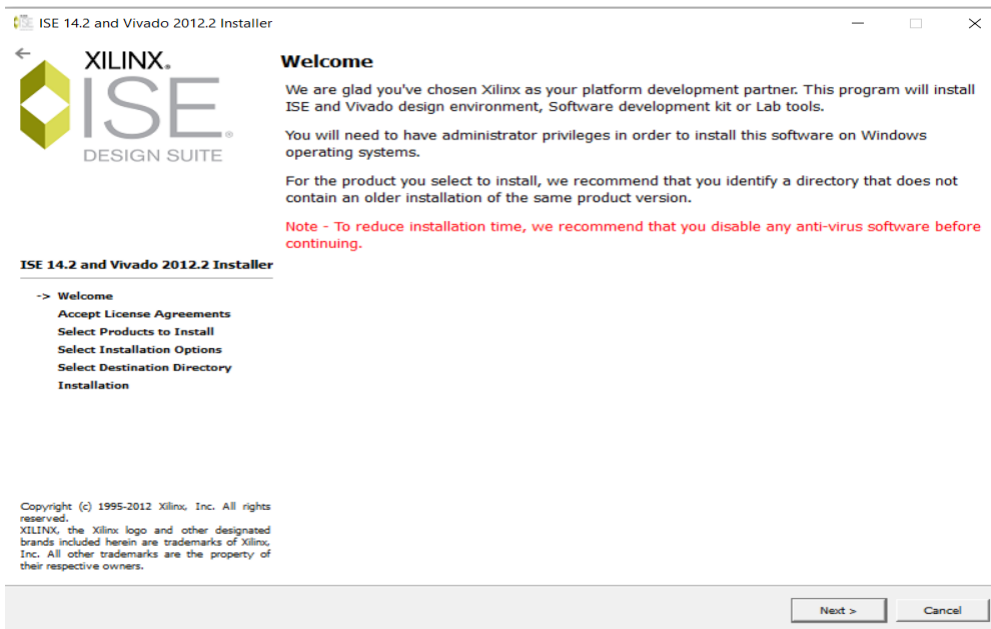 ISE 14.2 and Vivado 2012.2 Installer
XILINX.
ISE®
DESIGN SUITE
Welcome
We are glad you've chosen Xilinx as your platform development partner. This program will install
ISE and Vivado design environment, Software development kit or Lab tools.
You will need to have administrator privileges in order to install this software on Windows
operating systems.
For the product you select to install, we recommend that you identify a directory that does not
contain an older installation of the same product version.
Note - To reduce installation time, we recommend that you disable any anti-virus software before
continuing.
ISE 14.2 and Vivado 2012.2 Installer
-> Welcome
Accept License Agreements
Select Products to Install
Select Installation Options
Select Destination Directory
Installation
Copyright (c) 1995-2012 Xilinx, Inc. All rights
reserved.
XILINX, the Xilinx logo and other designated
brands included herein are trademarks of Xilinx,
Inc. All other trademarks are the property of
their respective owners.
Next >
Cancel